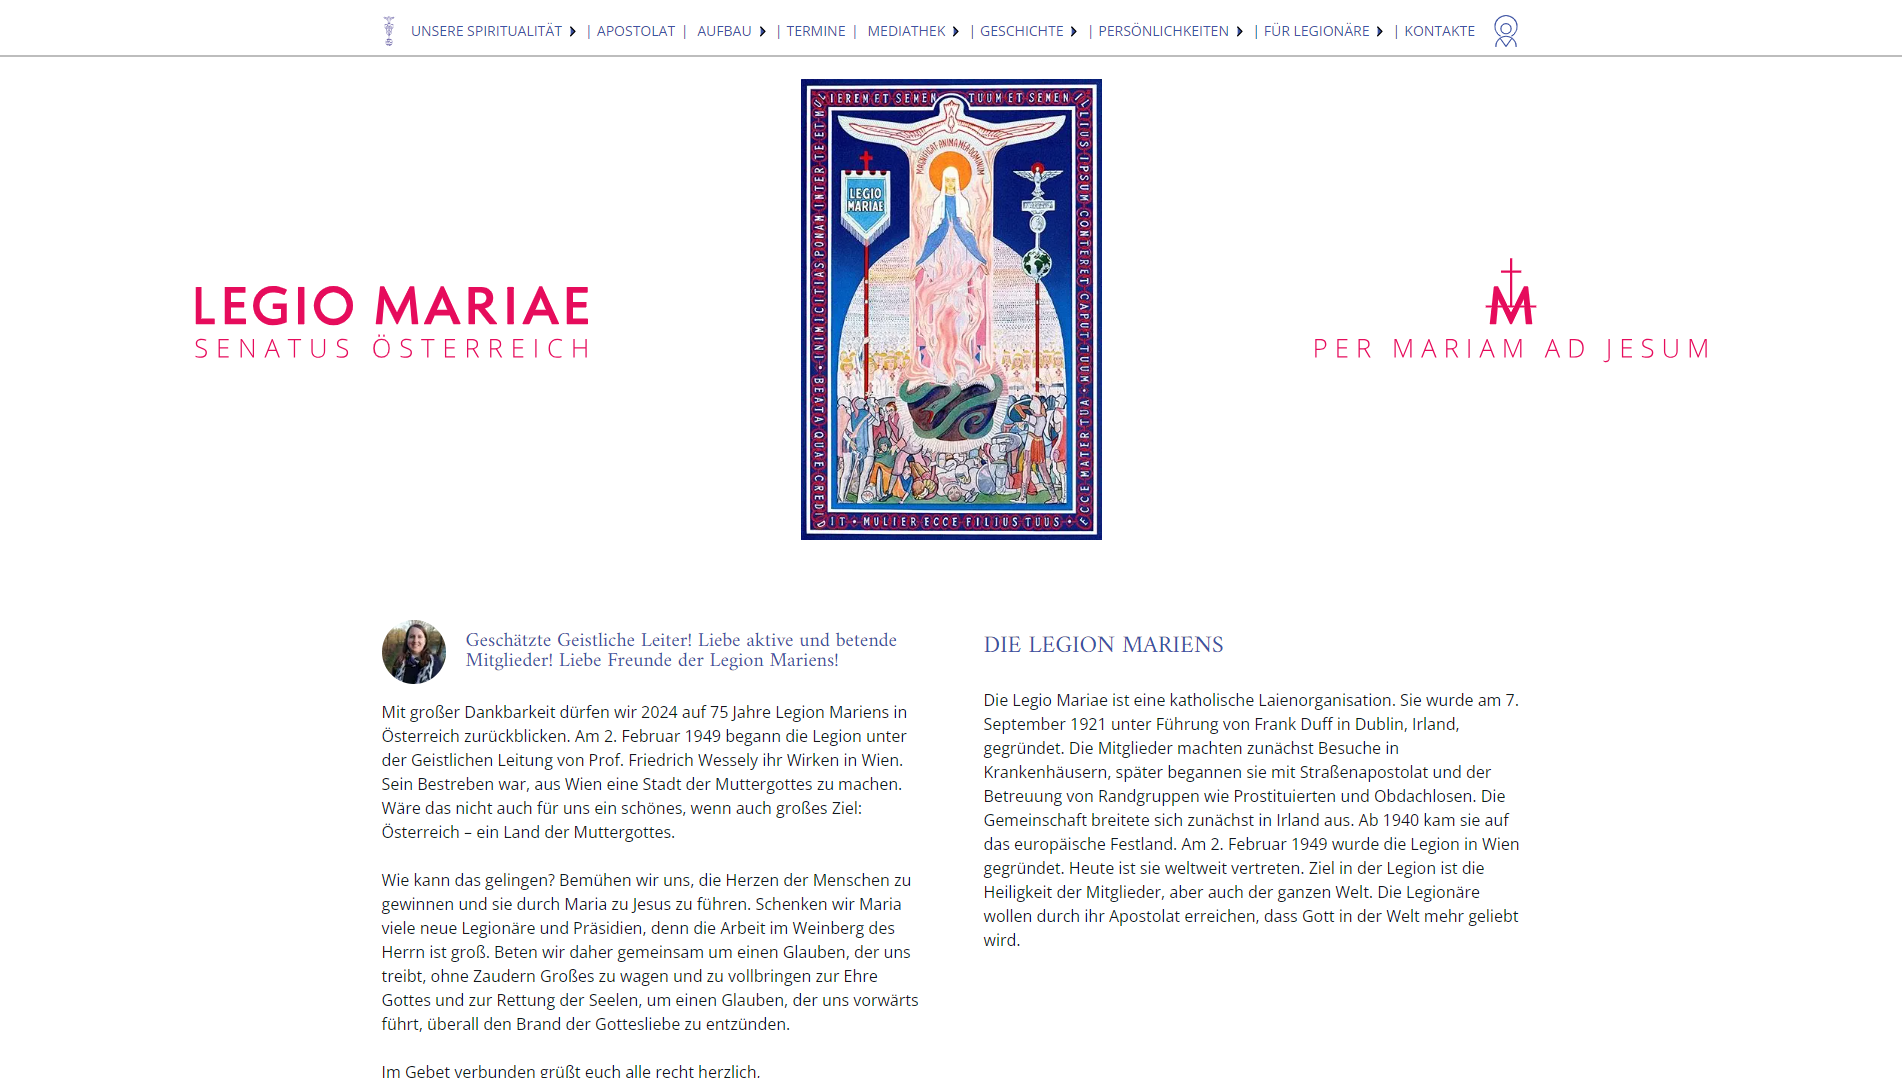 UNSERE SPIRITUALITÄT | APOSTOLAT | AUFBAU | TERMINE | MEDIATHEK | GESCHICHTE | PERSÖNLICHKEITEN | FÜR LEGIONÄRE | KONTAKTE
IEREM ET SEMEN TUUM ET SEMEN ILLIUS IPSUM CONTERET CAPUT TUUM • ECCE MATER TUA • ECCE FILIUS TUUS
MAGNIFICAT ANIMA MEA DOMINUM
LEGIO
MARIAE
INIMICITIAS PONAM INTER TE ET MUL
BEATA QUAE CREDIDIT • MULIER ECCE FILIUS TUUS •
LEGIO MARIAE
SENATUS ÖSTERREICH
M
PER MARIAM AD JESUM
Geschätzte Geistliche Leiter! Liebe aktive und betende
Mitglieder! Liebe Freunde der Legion Mariens!
Mit großer Dankbarkeit dürfen wir 2024 auf 75 Jahre Legion Mariens in
Österreich zurückblicken. Am 2. Februar 1949 begann die Legion unter
der Geistlichen Leitung von Prof. Friedrich Wessely ihr Wirken in Wien.
Sein Bestreben war, aus Wien eine Stadt der Muttergottes zu machen.
Wäre das nicht auch für uns ein schönes, wenn auch großes Ziel:
Österreich – ein Land der Muttergottes.
Wie kann das gelingen? Bemühen wir uns, die Herzen der Menschen zu
gewinnen und sie durch Maria zu Jesus zu führen. Schenken wir Maria
viele neue Legionäre und Präsidien, denn die Arbeit im Weinberg des
Herrn ist groß. Beten wir daher gemeinsam um einen Glauben, der uns
treibt, ohne Zaudern Großes zu wagen und zu vollbringen zur Ehre
Gottes und zur Rettung der Seelen, um einen Glauben, der uns vorwärts
führt, überall den Brand der Gottesliebe zu entzünden.
Im Gebet verbunden grüßt euch alle recht herzlich,
DIE LEGION MARIENS
Die Legio Mariae ist eine katholische Laienorganisation. Sie wurde am 7.
September 1921 unter Führung von Frank Duff in Dublin, Irland,
gegründet. Die Mitglieder machten zunächst Besuche in
Krankenhäusern, später begannen sie mit Straßenapostolat und der
Betreuung von Randgruppen wie Prostituierten und Obdachlosen. Die
Gemeinschaft breitete sich zunächst in Irland aus. Ab 1940 kam sie auf
das europäische Festland. Am 2. Februar 1949 wurde die Legion in Wien
gegründet. Heute ist sie weltweit vertreten. Ziel in der Legion ist die
Heiligkeit der Mitglieder, aber auch der ganzen Welt. Die Legionäre
wollen durch ihr Apostolat erreichen, dass Gott in der Welt mehr geliebt
wird.